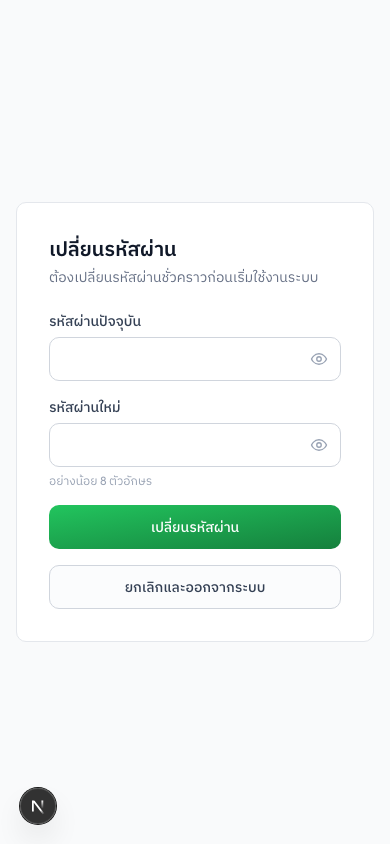 เปลี่ยนรหัสผ่าน
ต้องเปลี่ยนรหัสผ่านชั่วคราวก่อนเริ่มใช้งานระบบ
รหัสผ่านปัจจุบัน
รหัสผ่านใหม่
อย่างน้อย 8 ตัวอักษร
เปลี่ยนรหัสผ่าน
ยกเลิกและออกจากระบบ
N